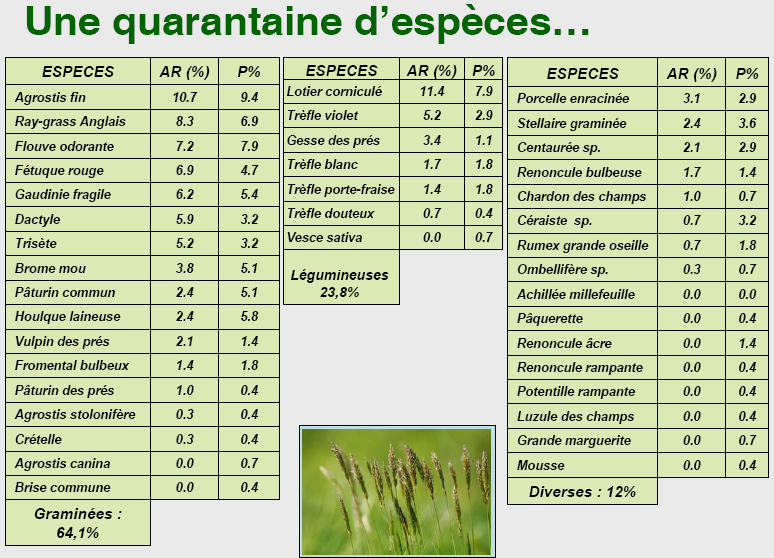 Une quarantaine d'espèces…
ESPECES AR (%) P%
Agrostis fin 10.7 9.4
Ray-grass Anglais 8.3 6.9
Flouve odorante 7.2 7.9
Fétuque rouge 6.9 4.7
Gaudinie fragile 6.2 5.4
Dactyle 5.9 3.2
Trisète 5.2 3.2
Brome mou 3.8 5.1
Pâturin commun 2.4 5.1
Houlque laineuse 2.4 5.8
Vulpin des prés 2.1 1.4
Fromental bulbeux 1.4 1.8
Pâturin des prés 1.0 0.4
Agrostis stolonifère 0.3 0.4
Crételle 0.3 0.4
Agrostis canina 0.0 0.7
Brise commune 0.0 0.4
Graminées :
64,1%
ESPECES AR (%) P%
Lotier corniculé 11.4 7.9
Trèfle violet 5.2 2.9
Gesse des prés 3.4 1.1
Trèfle blanc 1.7 1.8
Trèfle porte-fraise 1.4 1.8
Trèfle douteux 0.7 0.4
Vesce sativa 0.0 0.7
Légumineuses
23,8%
ESPECES AR (%) P%
Porcelle enracinée 3.1 2.9
Stellaire graminée 2.4 3.6
Centaurée sp. 2.1 2.9
Renoncule bulbeuse 1.7 1.4
Chardon des champs 1.0 0.7
Céraiste sp. 0.7 3.2
Rumex grande oseille 0.7 1.8
Ombellifère sp. 0.3 0.7
Achillée millefeuille 0.0 0.0
Pâquerette 0.0 0.4
Renoncule âcre 0.0 1.4
Renoncule rampante 0.0 0.4
Potentille rampante 0.0 0.4
Luzule des champs 0.0 0.4
Grande marguerite 0.0 0.7
Mousse 0.0 0.4
Diverses : 12%